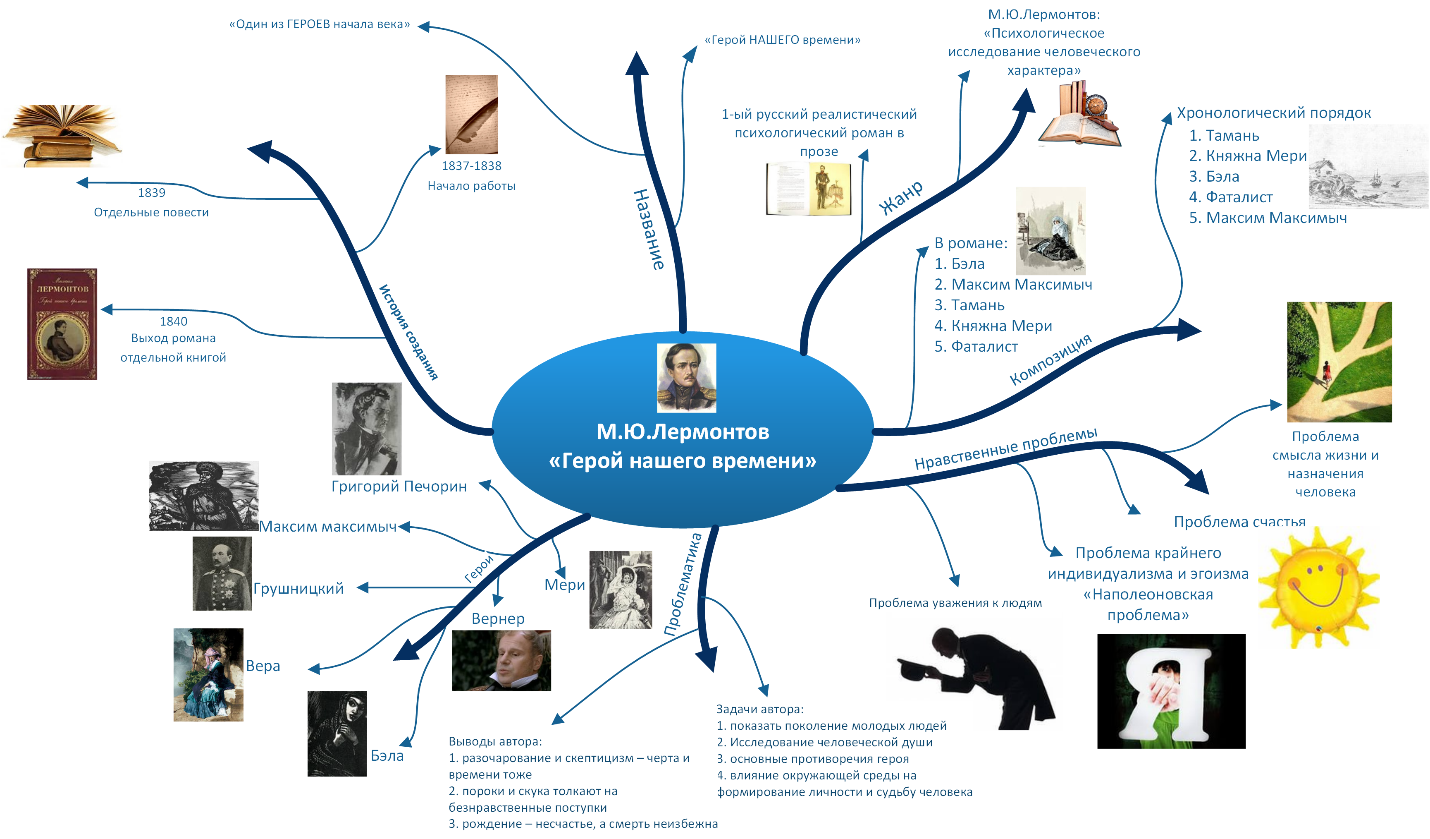 «Один из ГЕРОЕВ начала века»
«Герой НАШЕГО времени»
Название
М.Ю.Лермонтов:
«Психологическое
исследование человеческого
характера»
1-ый русский реалистический
психологический роман в
прозе
Жанр
Хронологический порядок
1. Тамань
2. Княжна Мери
3. Бэла
4. Фаталист
5. Максим Максимыч
В романе:
1. Бэла
2. Максим Максимыч
3. Тамань
4. Княжна Мери
5. Фаталист
Композиция
1837-1838
Начало работы
1839
Отдельные повести
1840
Выход романа
отдельной книгой
История создания
ЛЕРМОНТОВ
Герой нашего времени
М.Ю.Лермонтов
«Герой нашего времени»
Нравственные проблемы
Проблема
смысла жизни и
назначения
человека
Проблема счастья
Проблема крайнего
индивидуализма и эгоизма
«Наполеоновская
проблема»
Проблема уважения к людям
Я
Григорий Печорин
Максим максимыч
Грушницкий
Вера
Бэла
Вернер
Мери
Герои
Проблематика
Выводы автора:
1. разочарование и скептицизм – черта и
времени тоже
2. пороки и скука толкают на
безнравственные поступки
3. рождение – несчастье, а смерть неизбежна
Задачи автора:
1. показать поколение молодых людей
2. Исследование человеческой души
3. основные противоречия героя
4. влияние окружающей среды на
формирование личности и судьбу человека